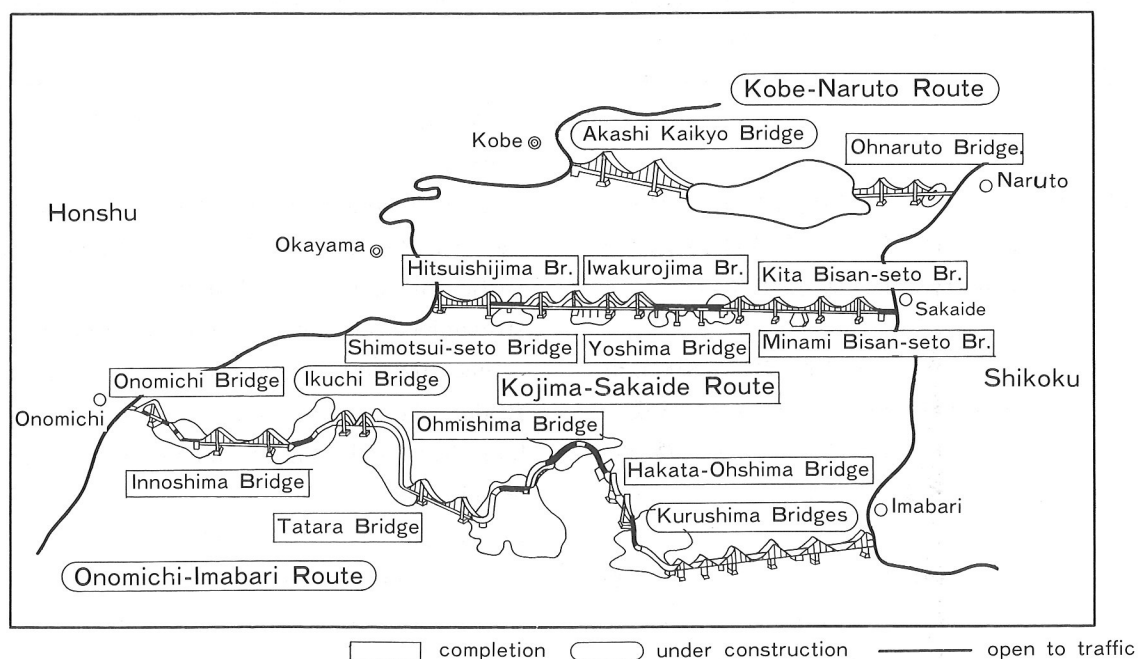 Kobe-Naruto Route
Kobe
Akashi Kaikyo Bridge
Ohnaruto Bridge.
Naruto
Honshu
Okayama
Hitsuishijima Br.
Iwakurojima Br.
Kita Bisan-seto Br.
Sakaide
Shimotsui-seto Bridge
Yoshima Bridge
Minami Bisan-seto Br.
Shikoku
Onomichi Bridge
Ikuchi Bridge
Kojima-Sakaide Route
Onomichi
Ohmishima Bridge
Innoshima Bridge
Hakata-Ohshima Bridge
Tatara Bridge
Kurushima Bridges
Imabari
Onomichi-Imabari Route
completion
under construction
open to traffic